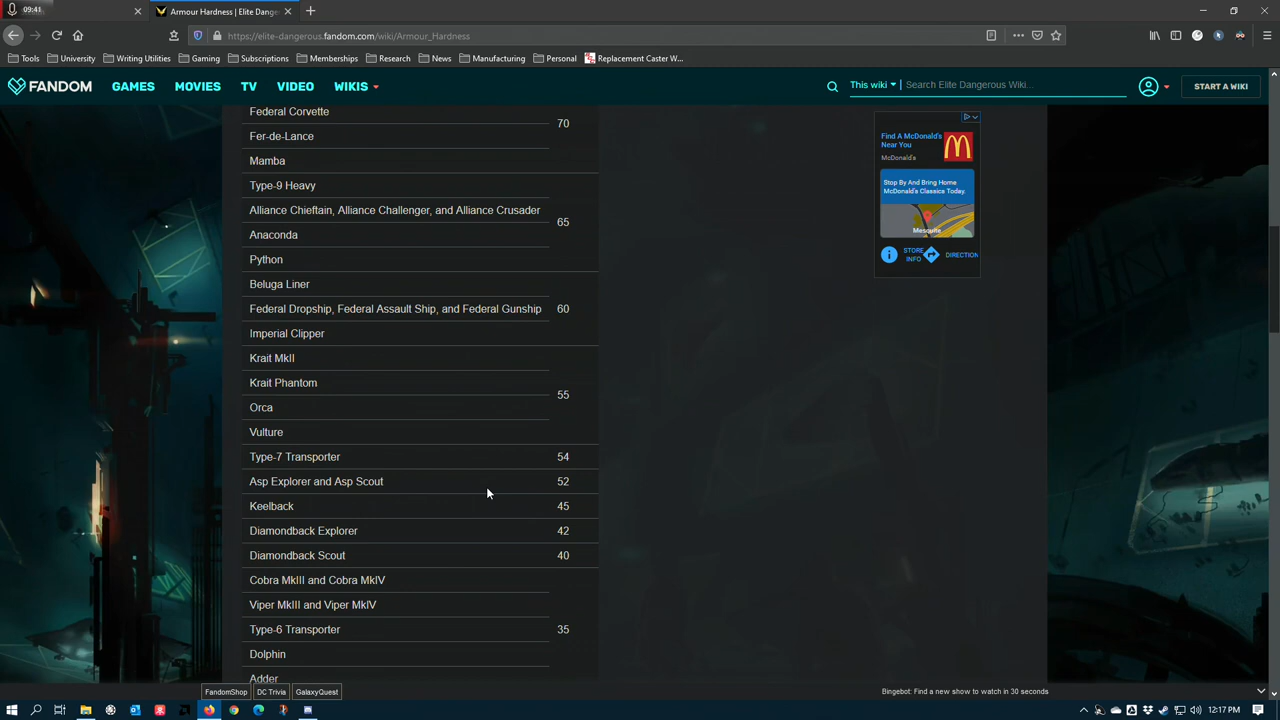 09:41
Armour Hardness | Elite Dange
https://elite-dangerous.fandom.com/wiki/Armour_Hardness
Tools
University
Writing Utilities
Gaming
Subscriptions
Memberships
Research
News
Manufacturing
Personal
Replacement Caster W...
FANDOM
GAMES
MOVIES
TV
VIDEO
WIKIS
This wiki
Search Elite Dangerous Wiki...
START A WIKI
Federal Corvette
70
Fer-de-Lance
Mamba
Type-9 Heavy
Alliance Chieftain, Alliance Challenger, and Alliance Crusader
65
Anaconda
Python
Beluga Liner
Federal Dropship, Federal Assault Ship, and Federal Gunship
60
Imperial Clipper
Krait MkII
Krait Phantom
55
Orca
Vulture
Type-7 Transporter
54
Asp Explorer and Asp Scout
52
Keelback
45
Diamondback Explorer
42
Diamondback Scout
40
Cobra MkIII and Cobra MkIV
Viper MkIII and Viper MkIV
Type-6 Transporter
35
Dolphin
Adder
Find A McDonald's
Near You
McDonald's
Stop By And Bring Home
McDonald's Classics Today.
Mesquite
STORE
INFO
DIRECTION
FandomShop
DC Trivia
GalaxyQuest
Bingebot: Find a new show to watch in 30 seconds
12:17 PM